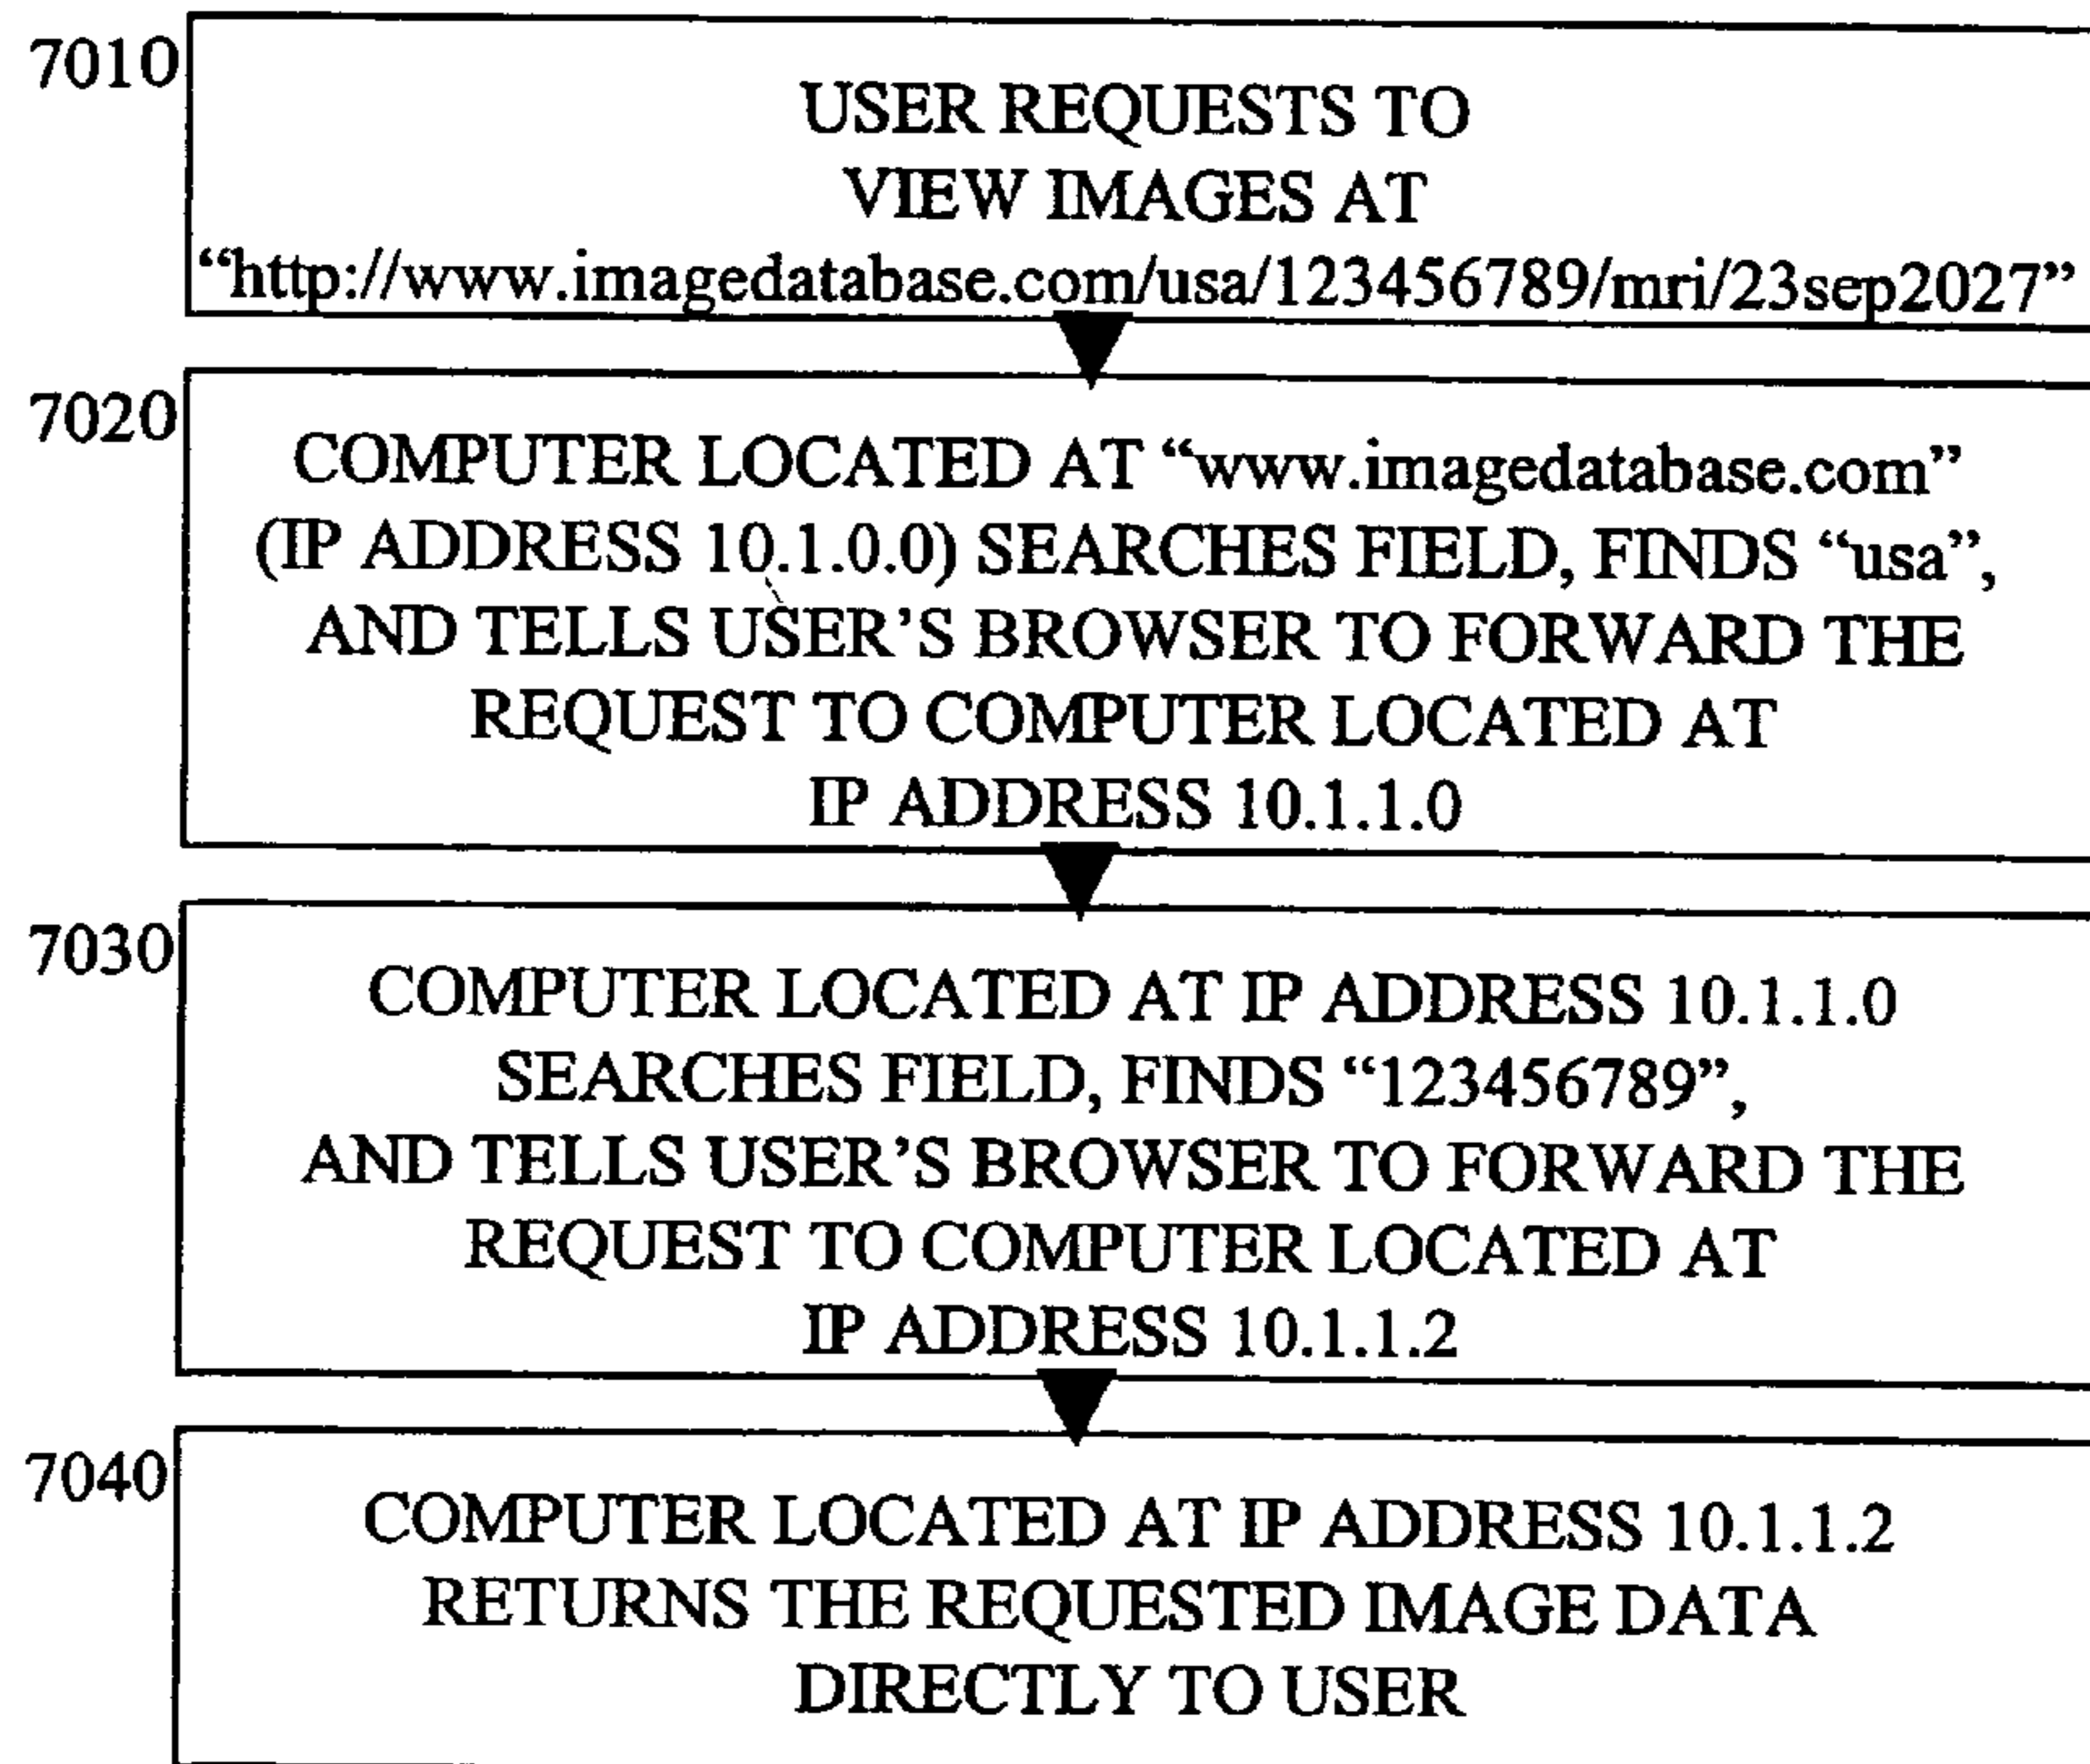 7010
USER REQUESTS TO
VIEW IMAGES AT
“http://www.imagedatabase.com/usa/123456789/mri/23sep2027”
7020
COMPUTER LOCATED AT “www.imagedatabase.com”
(IP ADDRESS 10.1.0.0) SEARCHES FIELD, FINDS “usa”,
AND TELLS USER’S BROWSER TO FORWARD THE
REQUEST TO COMPUTER LOCATED AT
IP ADDRESS 10.1.1.0
7030
COMPUTER LOCATED AT IP ADDRESS 10.1.1.0
SEARCHES FIELD, FINDS “123456789”,
AND TELLS USER’S BROWSER TO FORWARD THE
REQUEST TO COMPUTER LOCATED AT
IP ADDRESS 10.1.1.2
7040
COMPUTER LOCATED AT IP ADDRESS 10.1.1.2
RETURNS THE REQUESTED IMAGE DATA
DIRECTLY TO USER